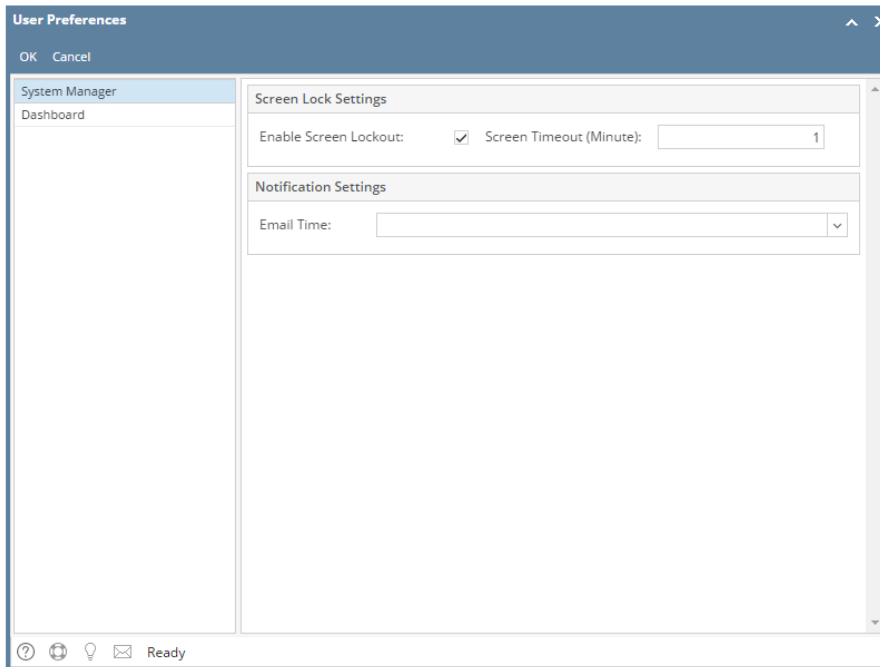 User Preferences
OK Cancel
System Manager
Dashboard
Screen Lock Settings
Enable Screen Lockout: Screen Timeout (Minute): 1
Notification Settings
Email Time:
Ready